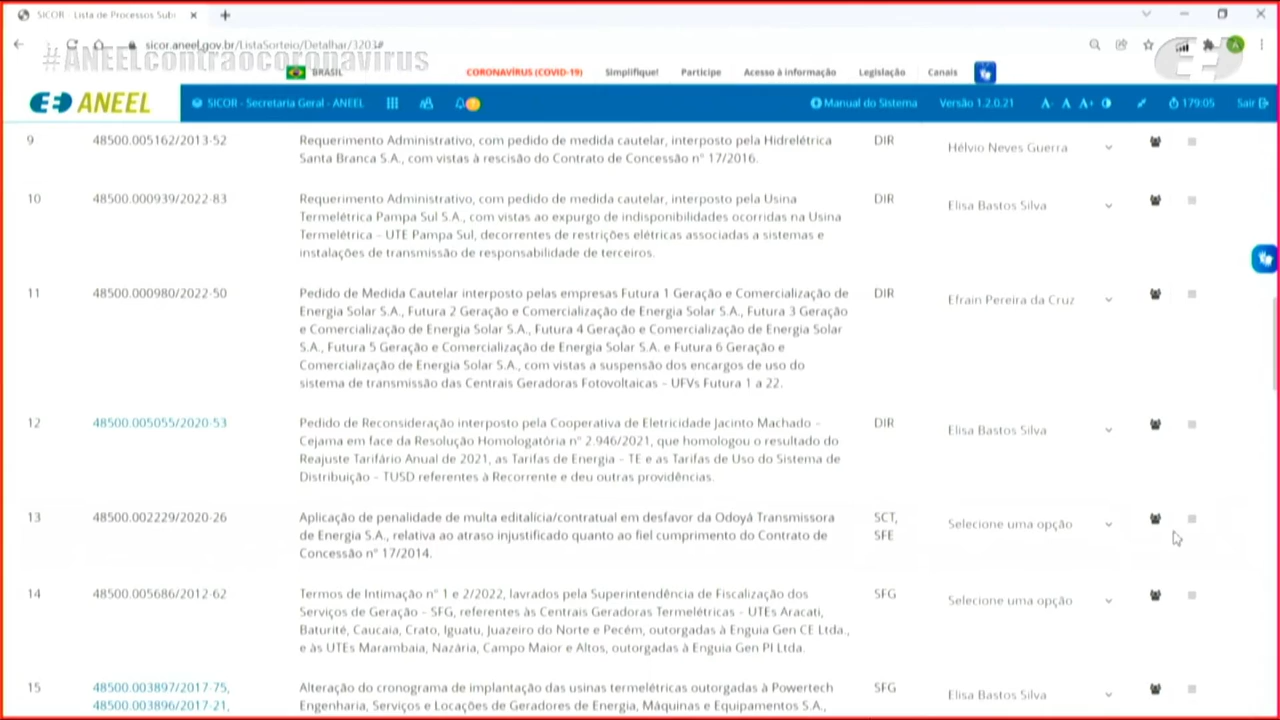 SICOR - Lista de Processos Sub
sicor.aneel.gov.br/ListaSorteio/Detalhar/3203#
#ANEELcontraocoronavirus
BRASIL
CORONAVÍRUS (COVID-19)
Simplifique!
Participe
Acesso à informação
Legislação
Canais
ANEEL
SICOR - Secretaria Geral - ANEEL
Manual do Sistema
Versão 1.2.0.21
A-
A
A+
179:05
Sair
9
48500.005162/2013-52
Requerimento Administrativo, com pedido de medida cautelar, interposto pela Hidrelétrica
Santa Branca S.A., com vistas à rescisão do Contrato de Concessão nº 17/2016.
DIR
Hélvio Neves Guerra
10
48500.000939/2022-83
Requerimento Administrativo, com pedido de medida cautelar, interposto pela Usina
Termelétrica Pampa Sul S.A., com vistas ao expurgo de indisponibilidades ocorridas na Usina
Termelétrica - UTE Pampa Sul, decorrentes de restrições elétricas associadas a sistemas e
instalações de transmissão de responsabilidade de terceiros.
DIR
Elisa Bastos Silva
11
48500.000980/2022-50
Pedido de Medida Cautelar interposto pelas empresas Futura 1 Geração e Comercialização de
Energia Solar S.A., Futura 2 Geração e Comercialização de Energia Solar S.A., Futura 3 Geração
e Comercialização de Energia Solar S.A., Futura 4 Geração e Comercialização de Energia Solar
S.A., Futura 5 Geração e Comercialização de Energia Solar S.A. e Futura 6 Geração e
Comercialização de Energia Solar S.A., com vistas a suspensão dos encargos de uso do
sistema de transmissão das Centrais Geradoras Fotovoltaicas - UFVs Futura 1 a 22.
DIR
Efrain Pereira da Cruz
12
48500.005055/2020-53
Pedido de Reconsideração interposto pela Cooperativa de Eletricidade Jacinto Machado -
Cejama em face da Resolução Homologatória nº 2.946/2021, que homologou o resultado do
Reajuste Tarifário Anual de 2021, as Tarifas de Energia - TE e as Tarifas de Uso do Sistema de
Distribuição - TUSD referentes à Recorrente e deu outras providências.
DIR
Elisa Bastos Silva
13
48500.002229/2020-26
Aplicação de penalidade de multa editalícia/contratual em desfavor da Odoyá Transmissora
de Energia S.A., relativa ao atraso injustificado quanto ao fiel cumprimento do Contrato de
Concessão nº 17/2014.
SCT,
SFE
Selecione uma opção
14
48500.005686/2012-62
Termos de Intimação nº 1 e 2/2022, lavrados pela Superintendência de Fiscalização dos
Serviços de Geração - SFG, referentes às Centrais Geradoras Termelétricas - UTEs Aracati,
Baturité, Caucaia, Crato, Iguatu, Juazeiro do Norte e Pecém, outorgadas à Enguia Gen CE Ltda.,
e às UTEs Marambaia, Nazária, Campo Maior e Altos, outorgadas à Enguia Gen PI Ltda.
SFG
Selecione uma opção
15
48500.003897/2017-75,
48500.003896/2017-21,
Alteração do cronograma de implantação das usinas termelétricas outorgadas à Powertech
Engenharia, Serviços e Locações de Geradores de Energia, Máquinas e Equipamentos S.A.,
SFG
Elisa Bastos Silva